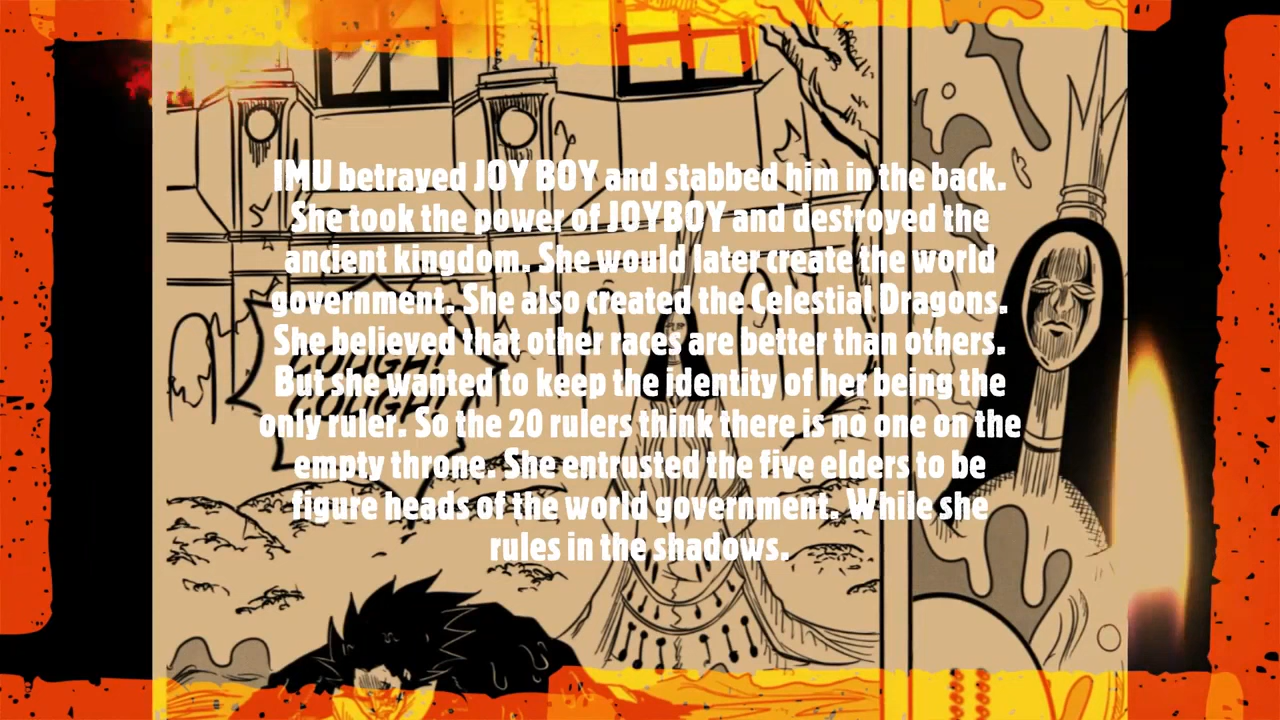 IMU betrayed JOY BOY and stabbed him in the back.
She took the power of JOYBOY and destroyed the
ancient kingdom. She would later create the world
government. She also created the Celestial Dragons.
She believed that other races are better than others.
But she wanted to keep the identity of her being the
only ruler. So the 20 rulers think there is no one on the
empty throne. She entrusted the five elders to be
figure heads of the world government. While she
rules in the shadows.
COUGH!
COUGH!